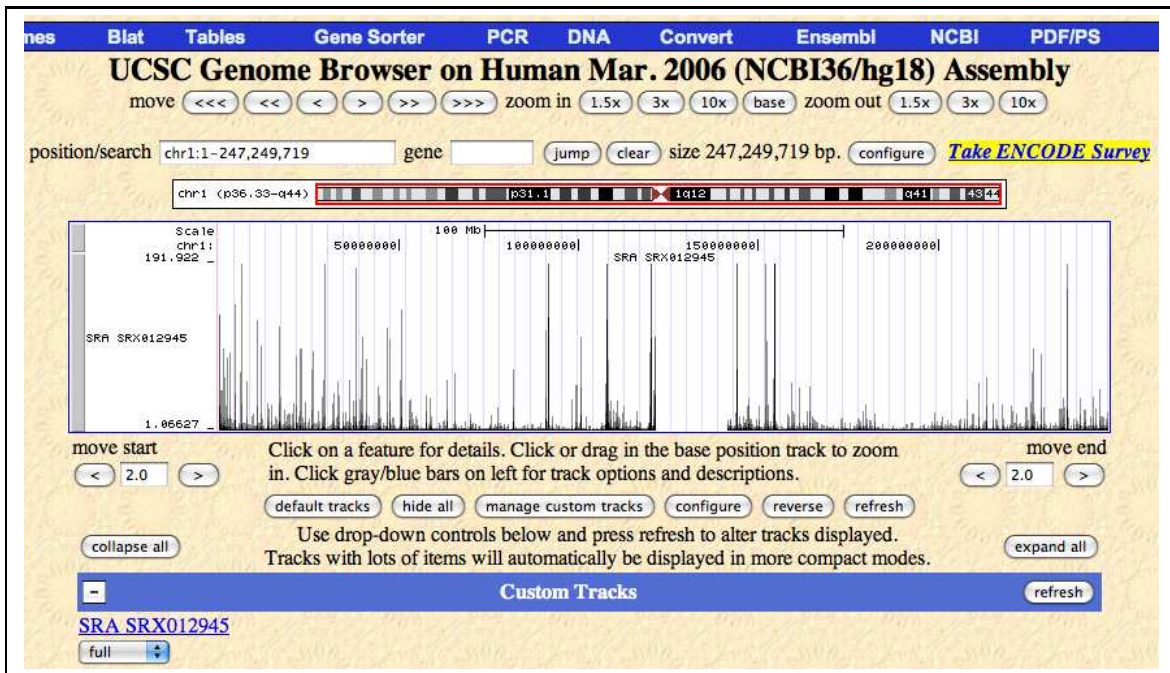 nes Blat Tables Gene Sorter PCR DNA Convert Ensembl NCBI PDF/PS
UCSC Genome Browser on Human Mar. 2006 (NCBI36/hg18) Assembly
move <<< << < > >> >>> zoom in 1.5x 3x 10x base zoom out 1.5x 3x 10x
position/search chr1:1-247,249,719 gene jump clear size 247,249,719 bp. configure Take ENCODE Survey
chr1 (p36.33-q44) p31.1 1q12 q41 43 44
Scale 100 Mb
chr1: 50000000 100000000 150000000 200000000
191.922 _ SRA SRX012945
SRA SRX012945
1.06627 _
move start Click on a feature for details. Click or drag in the base position track to zoom move end
< 2.0 > in. Click gray/blue bars on left for track options and descriptions. < 2.0 >
default tracks hide all manage custom tracks configure reverse refresh
collapse all Use drop-down controls below and press refresh to alter tracks displayed. expand all
Tracks with lots of items will automatically be displayed in more compact modes.
- Custom Tracks refresh
SRA SRX012945
full